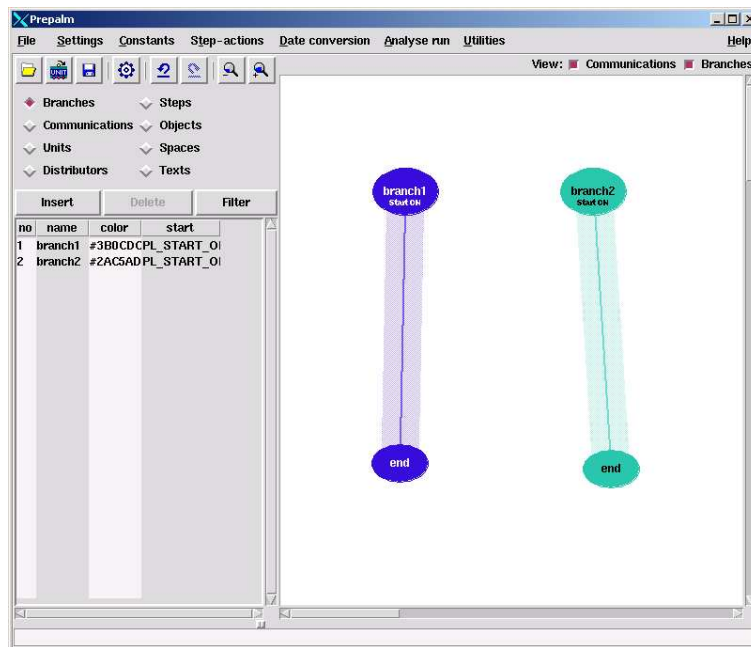 Prepalm
File Settings Constants Step-actions Date conversion Analyse run Utilities Help
UNIT
View: Communications Branches
Branches Steps
Communications Objects
Units Spaces
Distributors Texts
Insert Delete Filter
no name color start
1 branch1 #3B0CDC PL_START_O
2 branch2 #2AC5AD PL_START_O
branch1
Start ON
branch2
Start ON
end
end